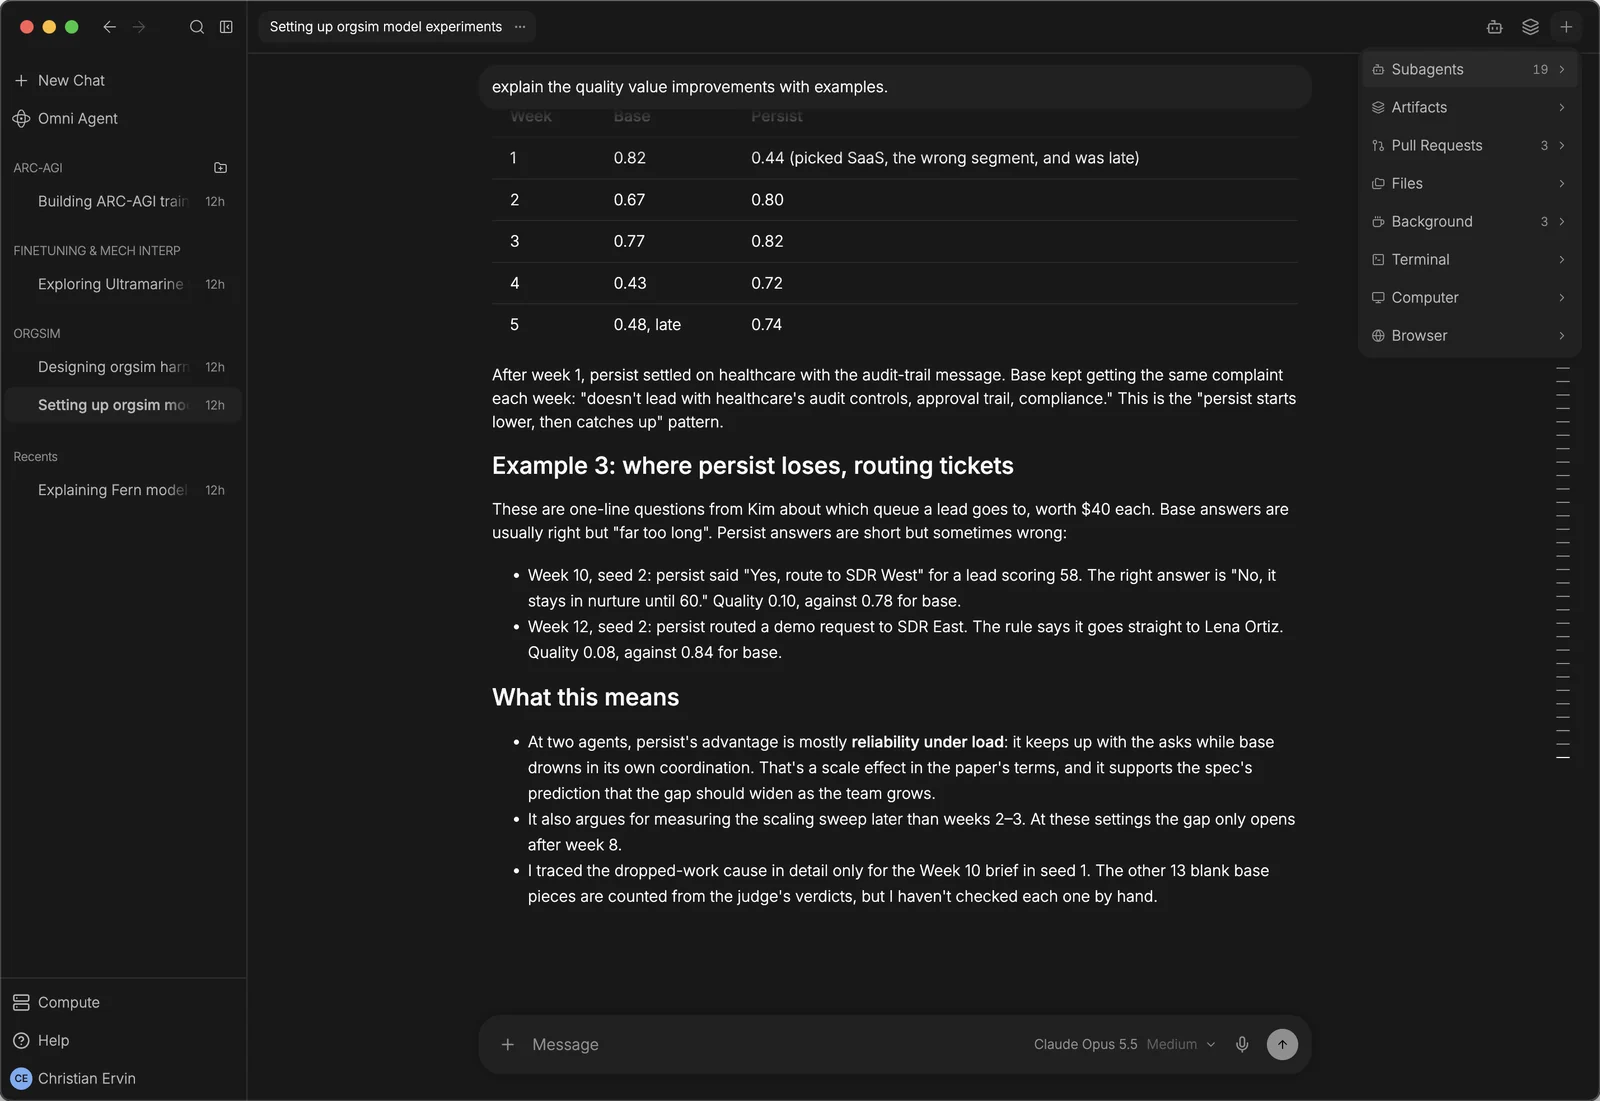 Setting up orgsim model experiments ...
New Chat
Omni Agent
ARC-AGI
Building ARC-AGI train 12h
FINETUNING & MECH INTERP
Exploring Ultramarine 12h
ORGSIM
Designing orgsim harn 12h
Setting up orgsim mo 12h
Recents
Explaining Fern model 12h
Compute
Help
CE Christian Ervin
explain the quality value improvements with examples.
Week Base Persist
1 0.82 0.44 (picked SaaS, the wrong segment, and was late)
2 0.67 0.80
3 0.77 0.82
4 0.43 0.72
5 0.48, late 0.74
After week 1, persist settled on healthcare with the audit-trail message. Base kept getting the same complaint
each week: "doesn't lead with healthcare's audit controls, approval trail, compliance." This is the "persist starts
lower, then catches up" pattern.
Example 3: where persist loses, routing tickets
These are one-line questions from Kim about which queue a lead goes to, worth $40 each. Base answers are
usually right but "far too long". Persist answers are short but sometimes wrong:
• Week 10, seed 2: persist said "Yes, route to SDR West" for a lead scoring 58. The right answer is "No, it
stays in nurture until 60." Quality 0.10, against 0.78 for base.
• Week 12, seed 2: persist routed a demo request to SDR East. The rule says it goes straight to Lena Ortiz.
Quality 0.08, against 0.84 for base.
What this means
• At two agents, persist's advantage is mostly reliability under load: it keeps up with the asks while base
drowns in its own coordination. That's a scale effect in the paper's terms, and it supports the spec's
prediction that the gap should widen as the team grows.
• It also argues for measuring the scaling sweep later than weeks 2–3. At these settings the gap only opens
after week 8.
• I traced the dropped-work cause in detail only for the Week 10 brief in seed 1. The other 13 blank base
pieces are counted from the judge's verdicts, but I haven't checked each one by hand.
Message
Claude Opus 5.5 Medium
Subagents 19
Artifacts
Pull Requests 3
Files
Background 3
Terminal
Computer
Browser